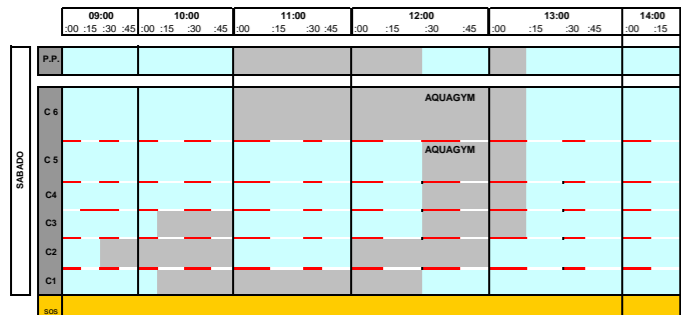 09:00 10:00 11:00 12:00 13:00 14:00
:00 :15 :30 :45 :00 :15 :30 :45 :00 :15 :30 :45 :00 :15 :30 :45 :00 :15 :30 :45 :00 :15
P.P.
SABADO
C 6 AQUAGYM
C 5 AQUAGYM
C4
C3
C2
C1
SOS